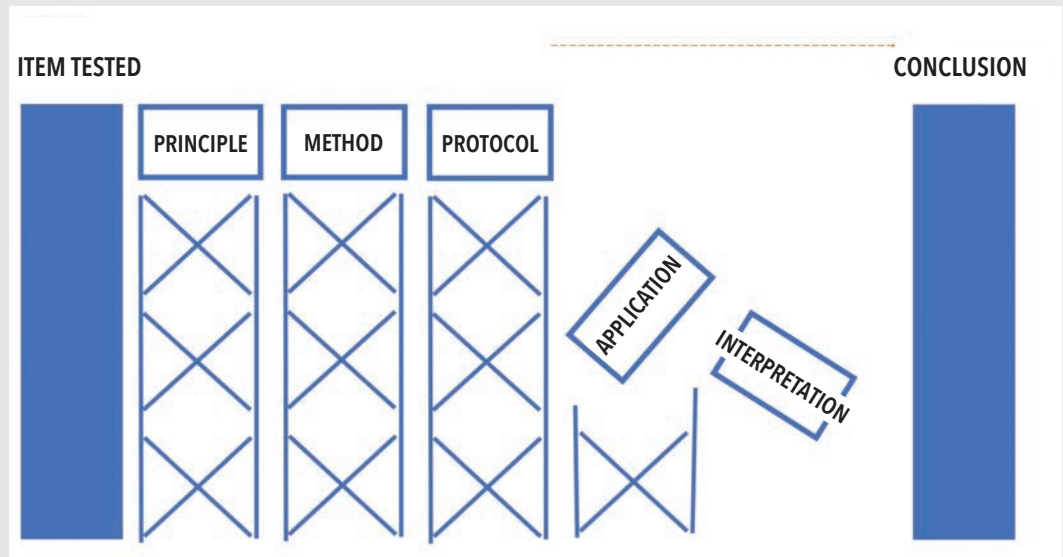 ITEM TESTED
CONCLUSION
PRINCIPLE
METHOD
PROTOCOL
APPLICATION
INTERPRETATION